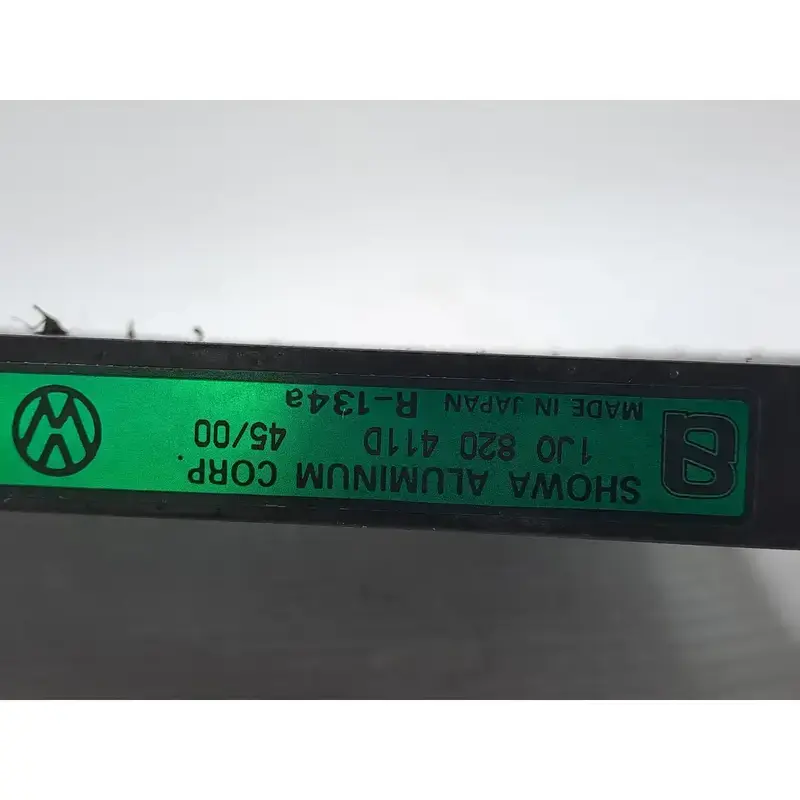 SHOWA ALUMINUM CORP.
1J0 820 411D 45/00
MADE IN JAPAN R-134a